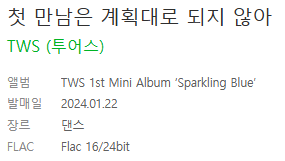 첫 만남은 계획대로 되지 않아
TWS (투어스)
앨범 TWS 1st Mini Album ‘Sparkling Blue’
발매일 2024.01.22
장르 댄스
FLAC Flac 16/24bit